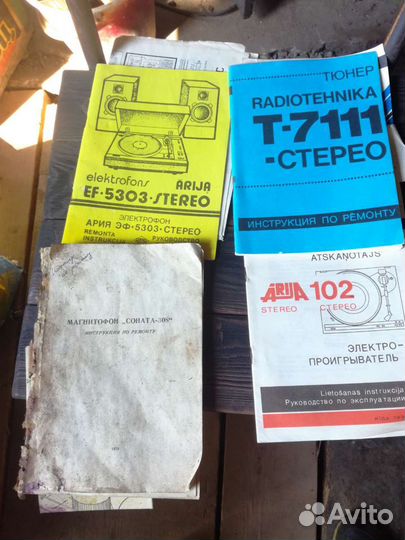 elektrofons ARIJA
EF-5303-STEREO
ЭЛЕКТРОФОН
АРИЯ ЭФ-5303-СТЕРЕО
REMONTA
INSTRUKCIJA РУКОВОДСТВО
ТЮНЕР
RADIOTEHNIKA
T-7111
-СТЕРЕО
ИНСТРУКЦИЯ ПО РЕМОНТУ
МАГНИТОФОН „СОНАТА-308"
ИНСТРУКЦИЯ ПО РЕМОНТУ
ATSKAŅOTĀJS
ARIJA 102
STEREO СТЕРЕО
ЭЛЕКТРО-
ПРОИГРЫВАТЕЛЬ
Lietošanas instrukcija
Руководство по эксплуатации
Avito